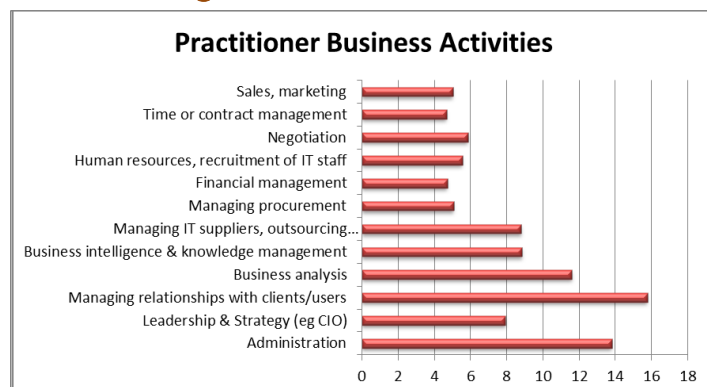 Practitioner Business Activities
Sales, marketing
Time or contract management
Negotiation
Human resources, recruitment of IT staff
Financial management
Managing procurement
Managing IT suppliers, outsourcing...
Business intelligence & knowledge management
Business analysis
Managing relationships with clients/users
Leadership & Strategy (eg CIO)
Administration
0 2 4 6 8 10 12 14 16 18